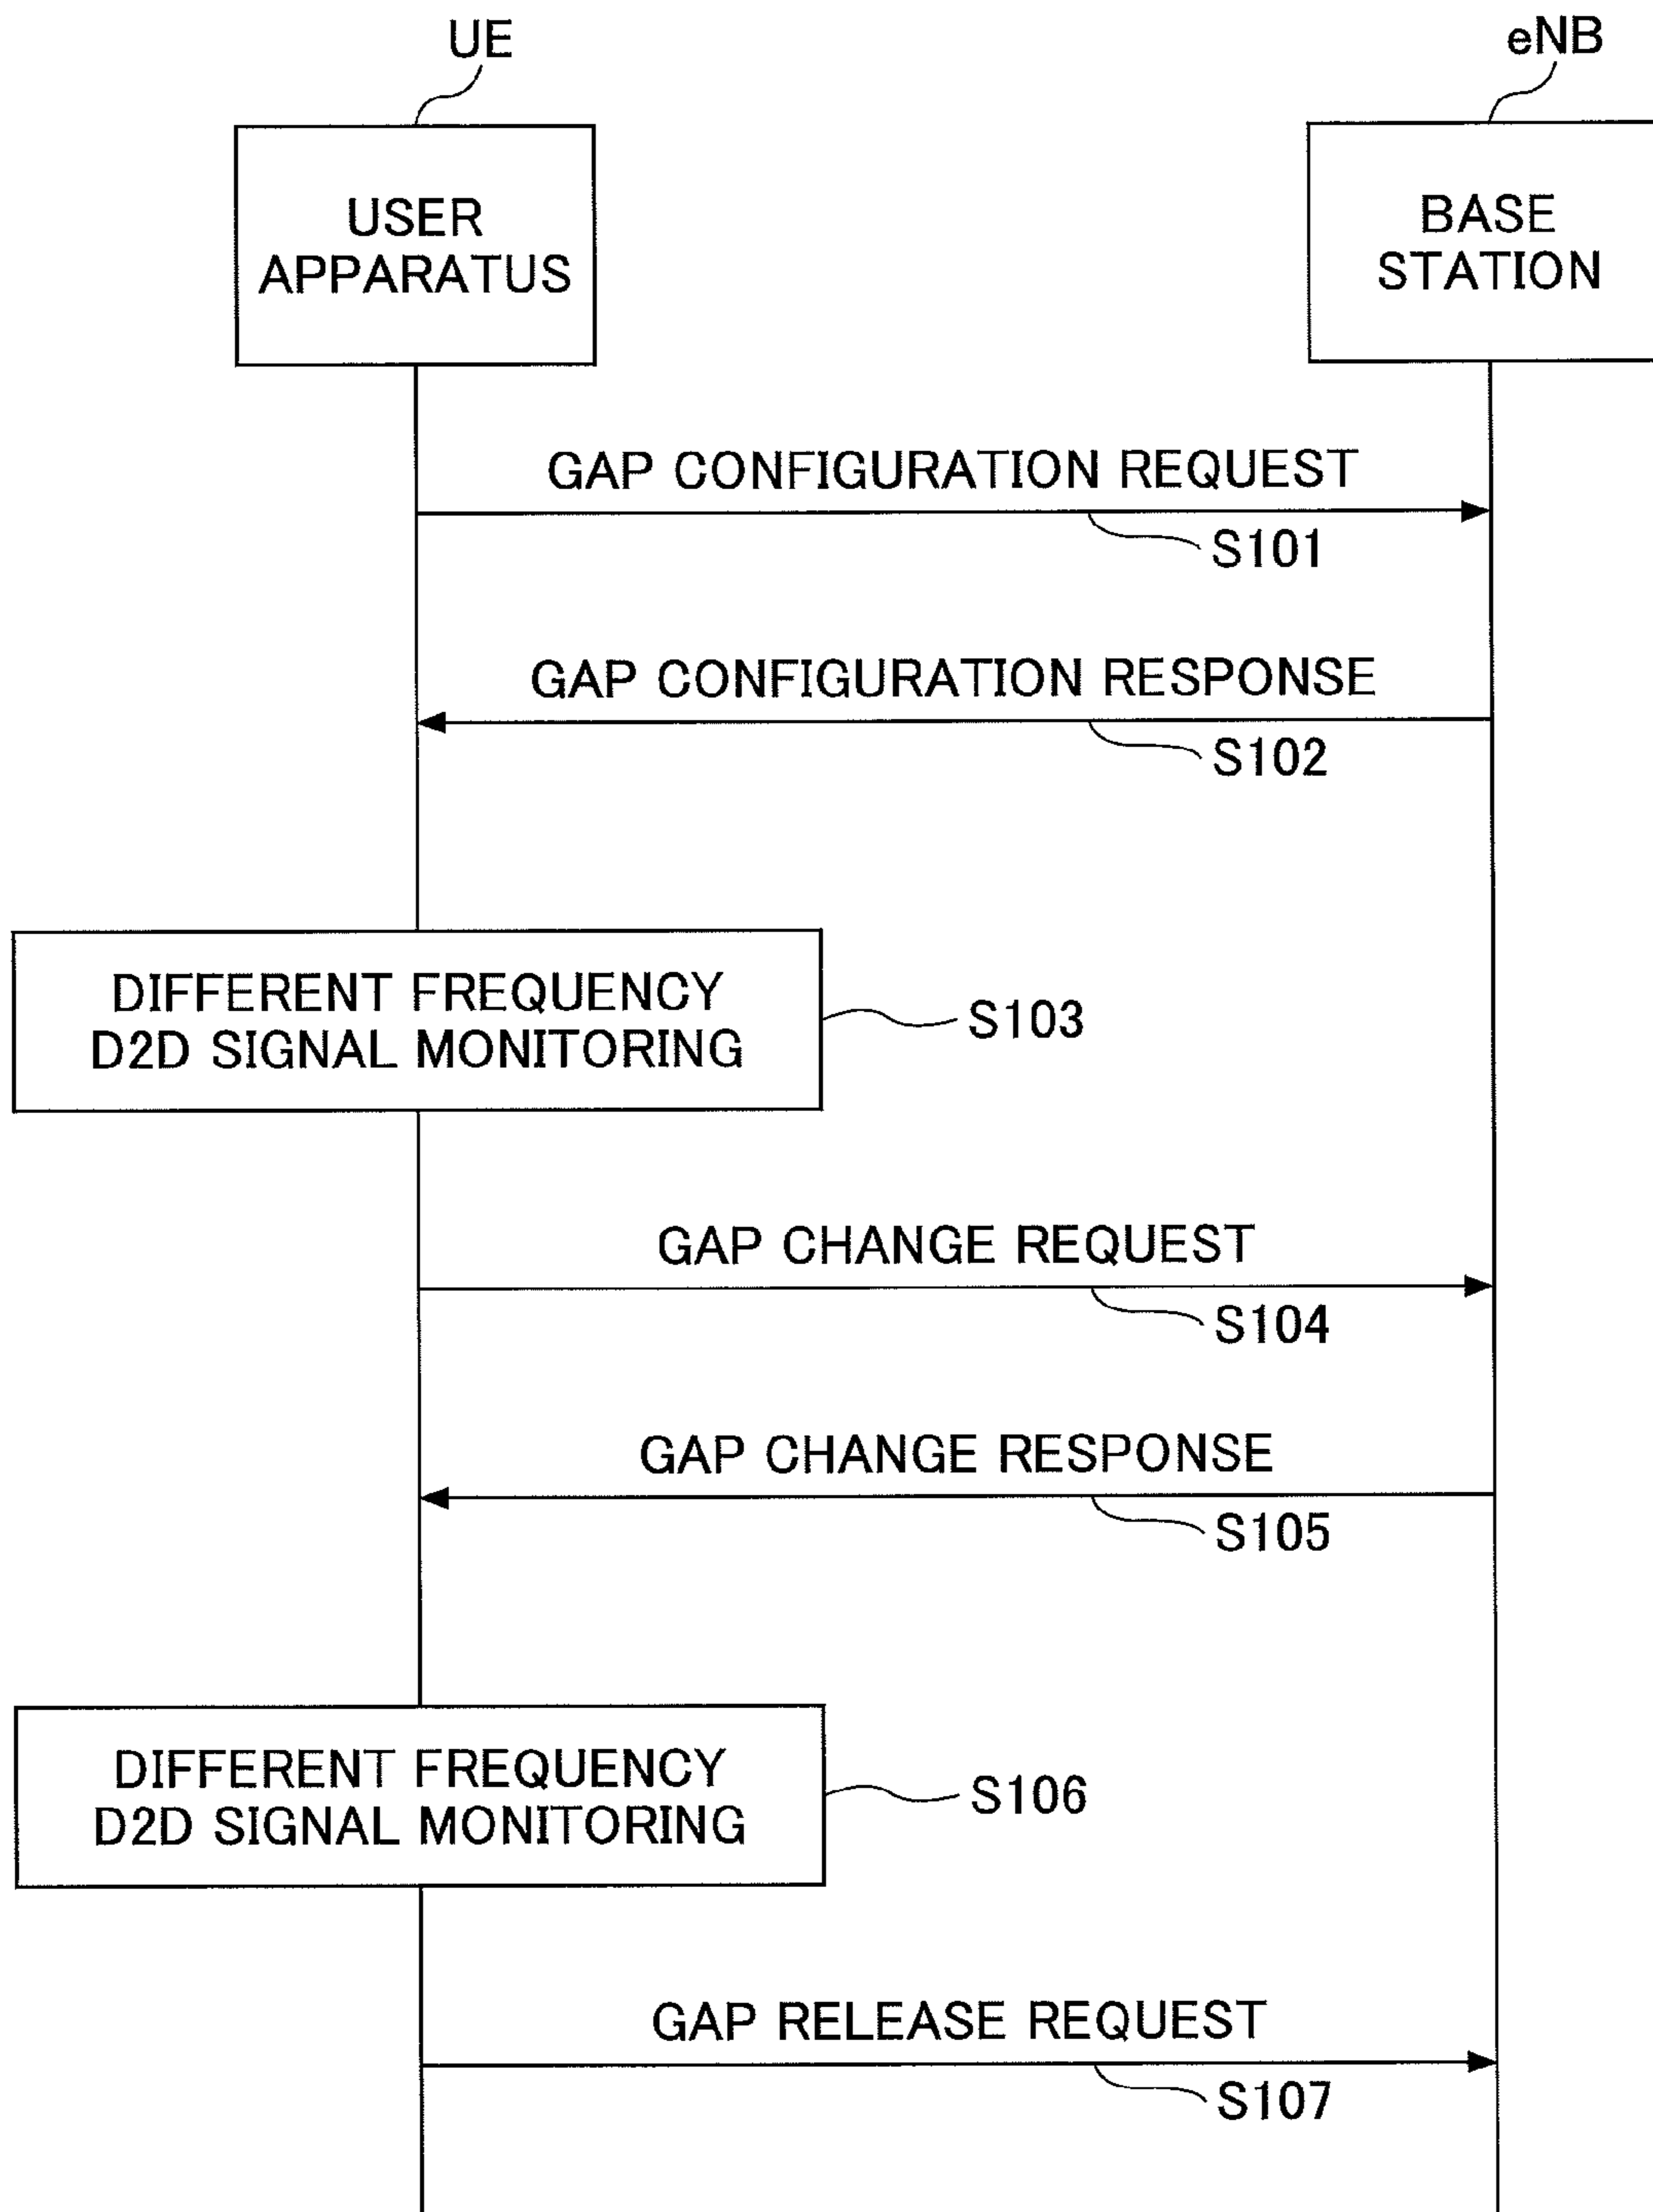 UE
eNB
USER
APPARATUS
BASE
STATION
GAP CONFIGURATION REQUEST
S101
GAP CONFIGURATION RESPONSE
S102
DIFFERENT FREQUENCY
D2D SIGNAL MONITORING
S103
GAP CHANGE REQUEST
S104
GAP CHANGE RESPONSE
S105
DIFFERENT FREQUENCY
D2D SIGNAL MONITORING
S106
GAP RELEASE REQUEST
S107